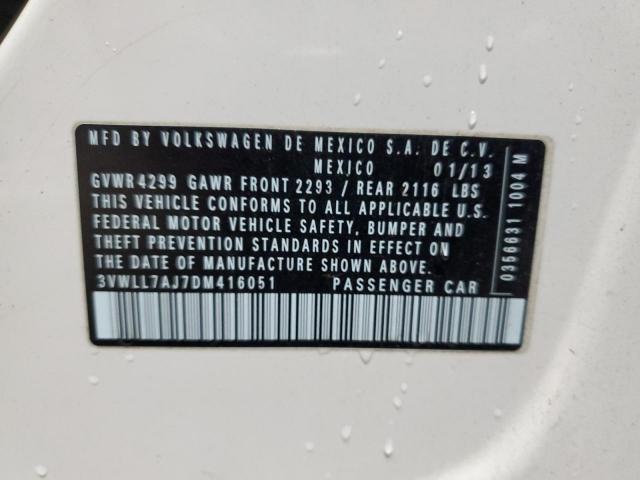 MFD BY VOLKSWAGEN DE MEXICO S.A. DE C.V.
MEXICO 01/13
GVWR 4299 GAWR FRONT 2293 / REAR 2116 LBS
THIS VEHICLE CONFORMS TO ALL APPLICABLE U.S.
FEDERAL MOTOR VEHICLE SAFETY, BUMPER AND
THEFT PREVENTION STANDARDS IN EFFECT ON
THE DATE OF MANUFACTURE SHOWN ABOVE.
3VWLL7AJ7DM416051 PASSENGER CAR
0356631 1004 M